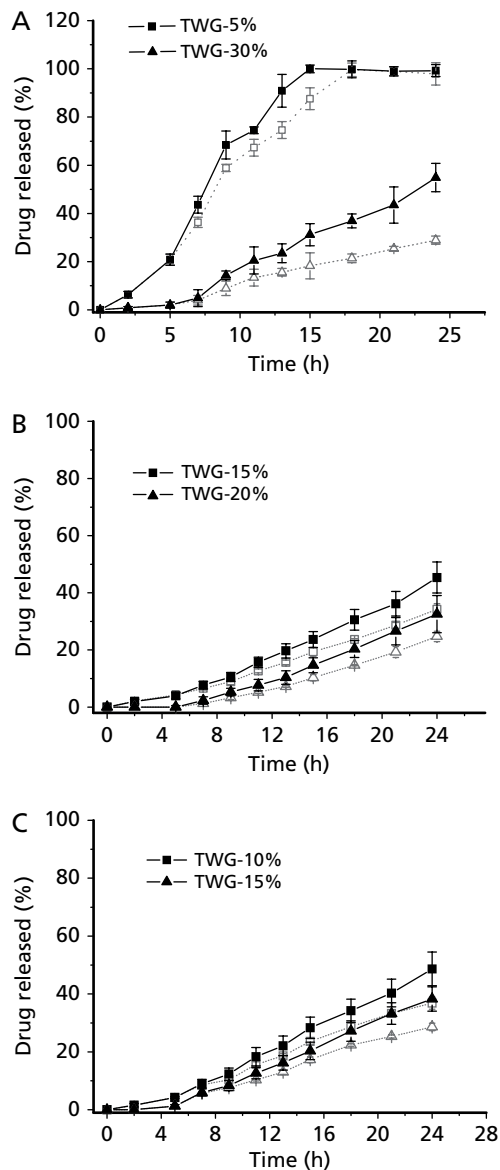 A
TWG-5%
TWG-30%
120
100
80
60
40
20
0
Drug released (%)
0 5 10 15 20 25
Time (h)
B
TWG-15%
TWG-20%
100
80
60
40
20
0
Drug released (%)
0 4 8 12 16 20 24
Time (h)
C
TWG-10%
TWG-15%
100
80
60
40
20
0
Drug released (%)
0 4 8 12 16 20 24 28
Time (h)